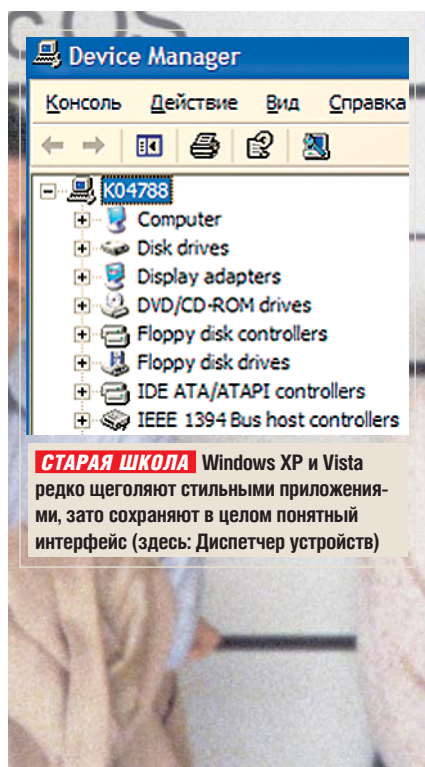 Device Manager
Консоль Действие Вид Справка
K04788
Computer
Disk drives
Display adapters
DVD/CD-ROM drives
Floppy disk controllers
Floppy disk drives
IDE ATA/ATAPI controllers
IEEE 1394 Bus host controllers
СТАРАЯ ШКОЛА Windows XP и Vista
редко щеголяют стильными приложения-
ми, зато сохраняют в целом понятный
интерфейс (здесь: Диспетчер устройств)